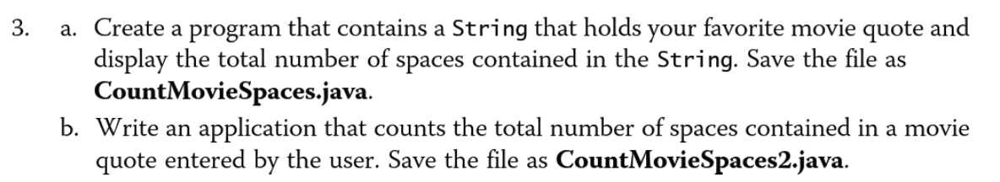 3. a. Create a program that contains a String that holds your favorite movie quote and
display the total number of spaces contained in the String. Save the file as
CountMovieSpaces.java.
b. Write an application that counts the total number of spaces contained in a movie
quote entered by the user. Save the file as CountMovieSpaces2.java.